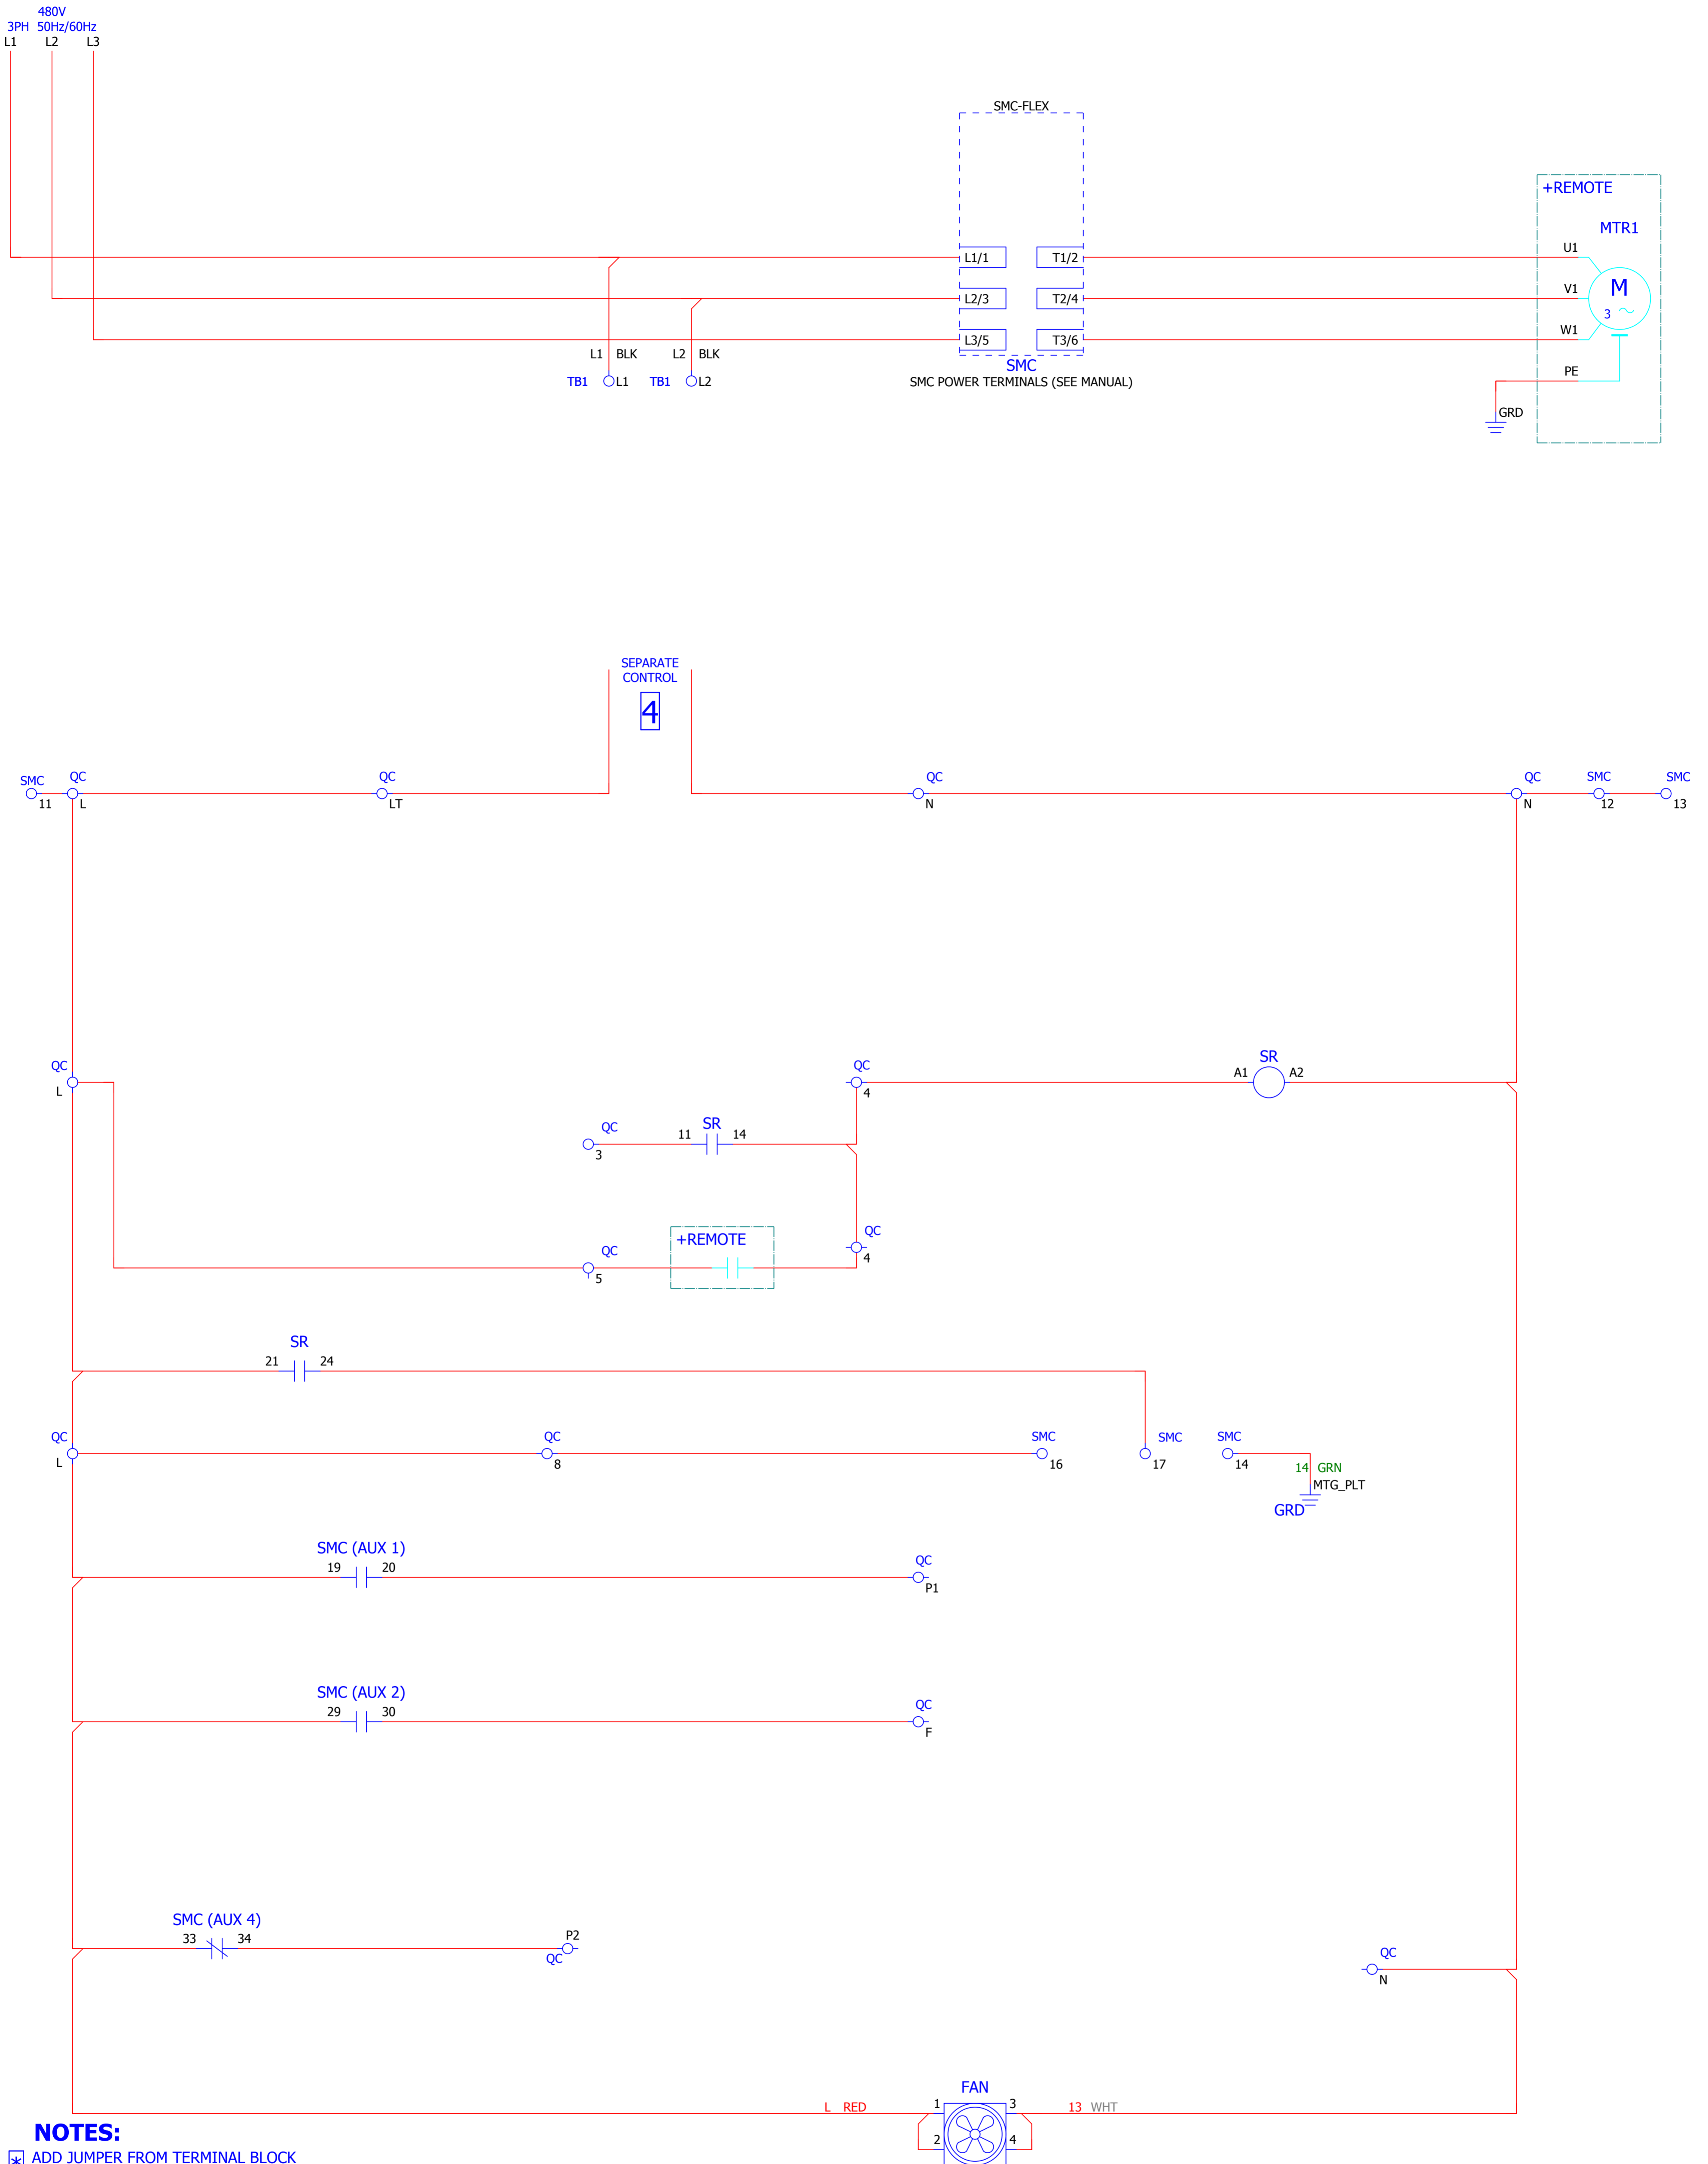 480V
3PH 50Hz/60Hz
L1 L2 L3
SMC-FLEX
+REMOTE
MTR1
L1/1 T1/2 U1
L2/3 T2/4 V1 M
3
L3/5 T3/6 W1
SMC
SMC POWER TERMINALS (SEE MANUAL)
L1 BLK L2 BLK
TB1 L1 TB1 L2
PE
GRD
SEPARATE
CONTROL
4
SMC QC QC QC QC SMC SMC
11 L LT N N 12 13
QC QC SR
L 4 A1 A2
QC 11 SR 14
3
QC
+REMOTE
QC 4
5
SR
21 24
QC QC SMC SMC SMC
L 8 16 17 14
14 GRN
MTG_PLT
GRD
SMC (AUX 1)
19 20 QC
P1
SMC (AUX 2)
29 30 QC
F
SMC (AUX 4)
33 34 P2
QC
QC
N
FAN
L RED 1 3 13 WHT
2 4
NOTES:
* ADD JUMPER FROM TERMINAL BLOCK